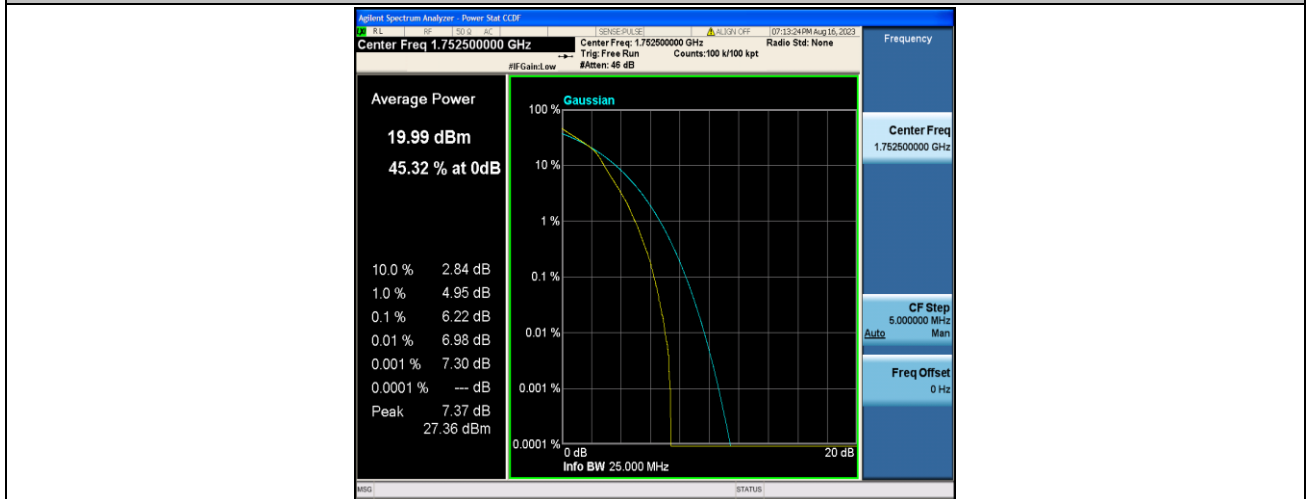 Agilent Spectrum Analyzer - Power Stat CCDF
RL RF 50 Ω AC SENSE:PULSE ALIGN OFF 07:13:24 PM Aug 16, 2023
Center Freq 1.752500000 GHz
Center Freq: 1.752500000 GHz Radio Std: None
Trig: Free Run Counts:100 k/100 kpt
#IFGain:Low #Atten: 46 dB
Frequency
Average Power
19.99 dBm
45.32 % at 0dB
10.0 % 2.84 dB
1.0 % 4.95 dB
0.1 % 6.22 dB
0.01 % 6.98 dB
0.001 % 7.30 dB
0.0001 % --- dB
Peak 7.37 dB
27.36 dBm
Gaussian
100 %
10 %
1 %
0.1 %
0.01 %
0.001 %
0.0001 %
0 dB 20 dB
Info BW 25.000 MHz
Center Freq
1.752500000 GHz
CF Step
5.000000 MHz
Auto Man
Freq Offset
0 Hz
MSG STATUS